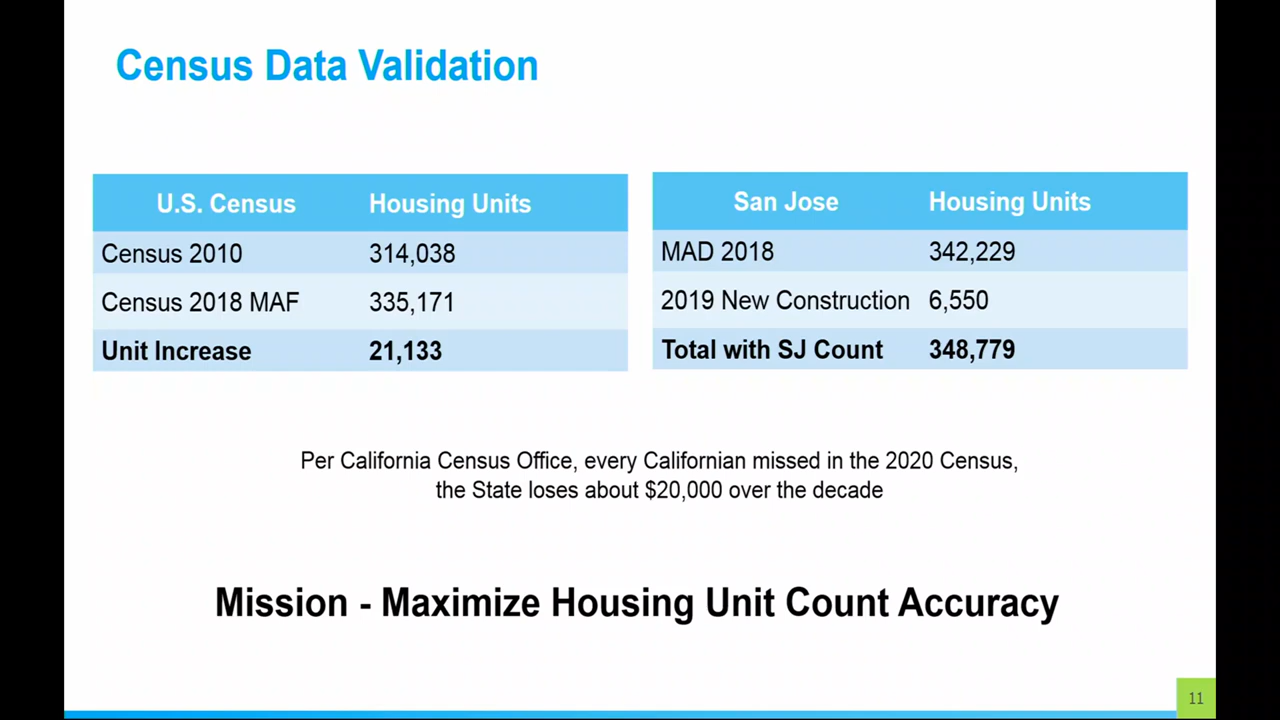 Census Data Validation
U.S. Census Housing Units
Census 2010 314,038
Census 2018 MAF 335,171
Unit Increase 21,133
San Jose Housing Units
MAD 2018 342,229
2019 New Construction 6,550
Total with SJ Count 348,779
Per California Census Office, every Californian missed in the 2020 Census,
the State loses about $20,000 over the decade
Mission - Maximize Housing Unit Count Accuracy
11